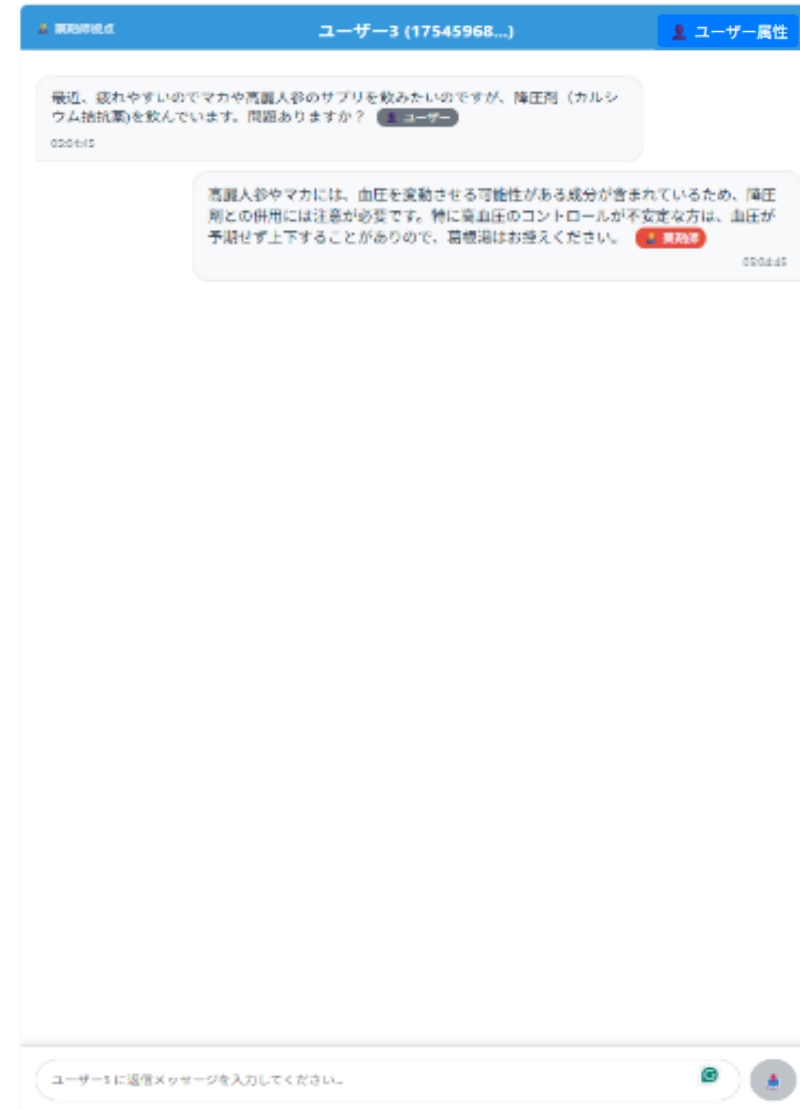 薬剤師視点
ユーザー3 (17545968...)
ユーザー属性
最近、疲れやすいのでマカや高麗人参のサプリを飲みたいのですが、降圧剤（カルシ
ウム拮抗薬)を飲んでいます。問題ありますか？ ユーザー
高麗人参やマカには、血圧を変動させる可能性がある成分が含まれているため、降圧
剤との併用には注意が必要です。特に高血圧のコントロールが不安定な方は、血圧が
予期せず上下することがありので、葛根湯はお控えください。 薬剤師
ユーザー3 に返信メッセージを入力してください...